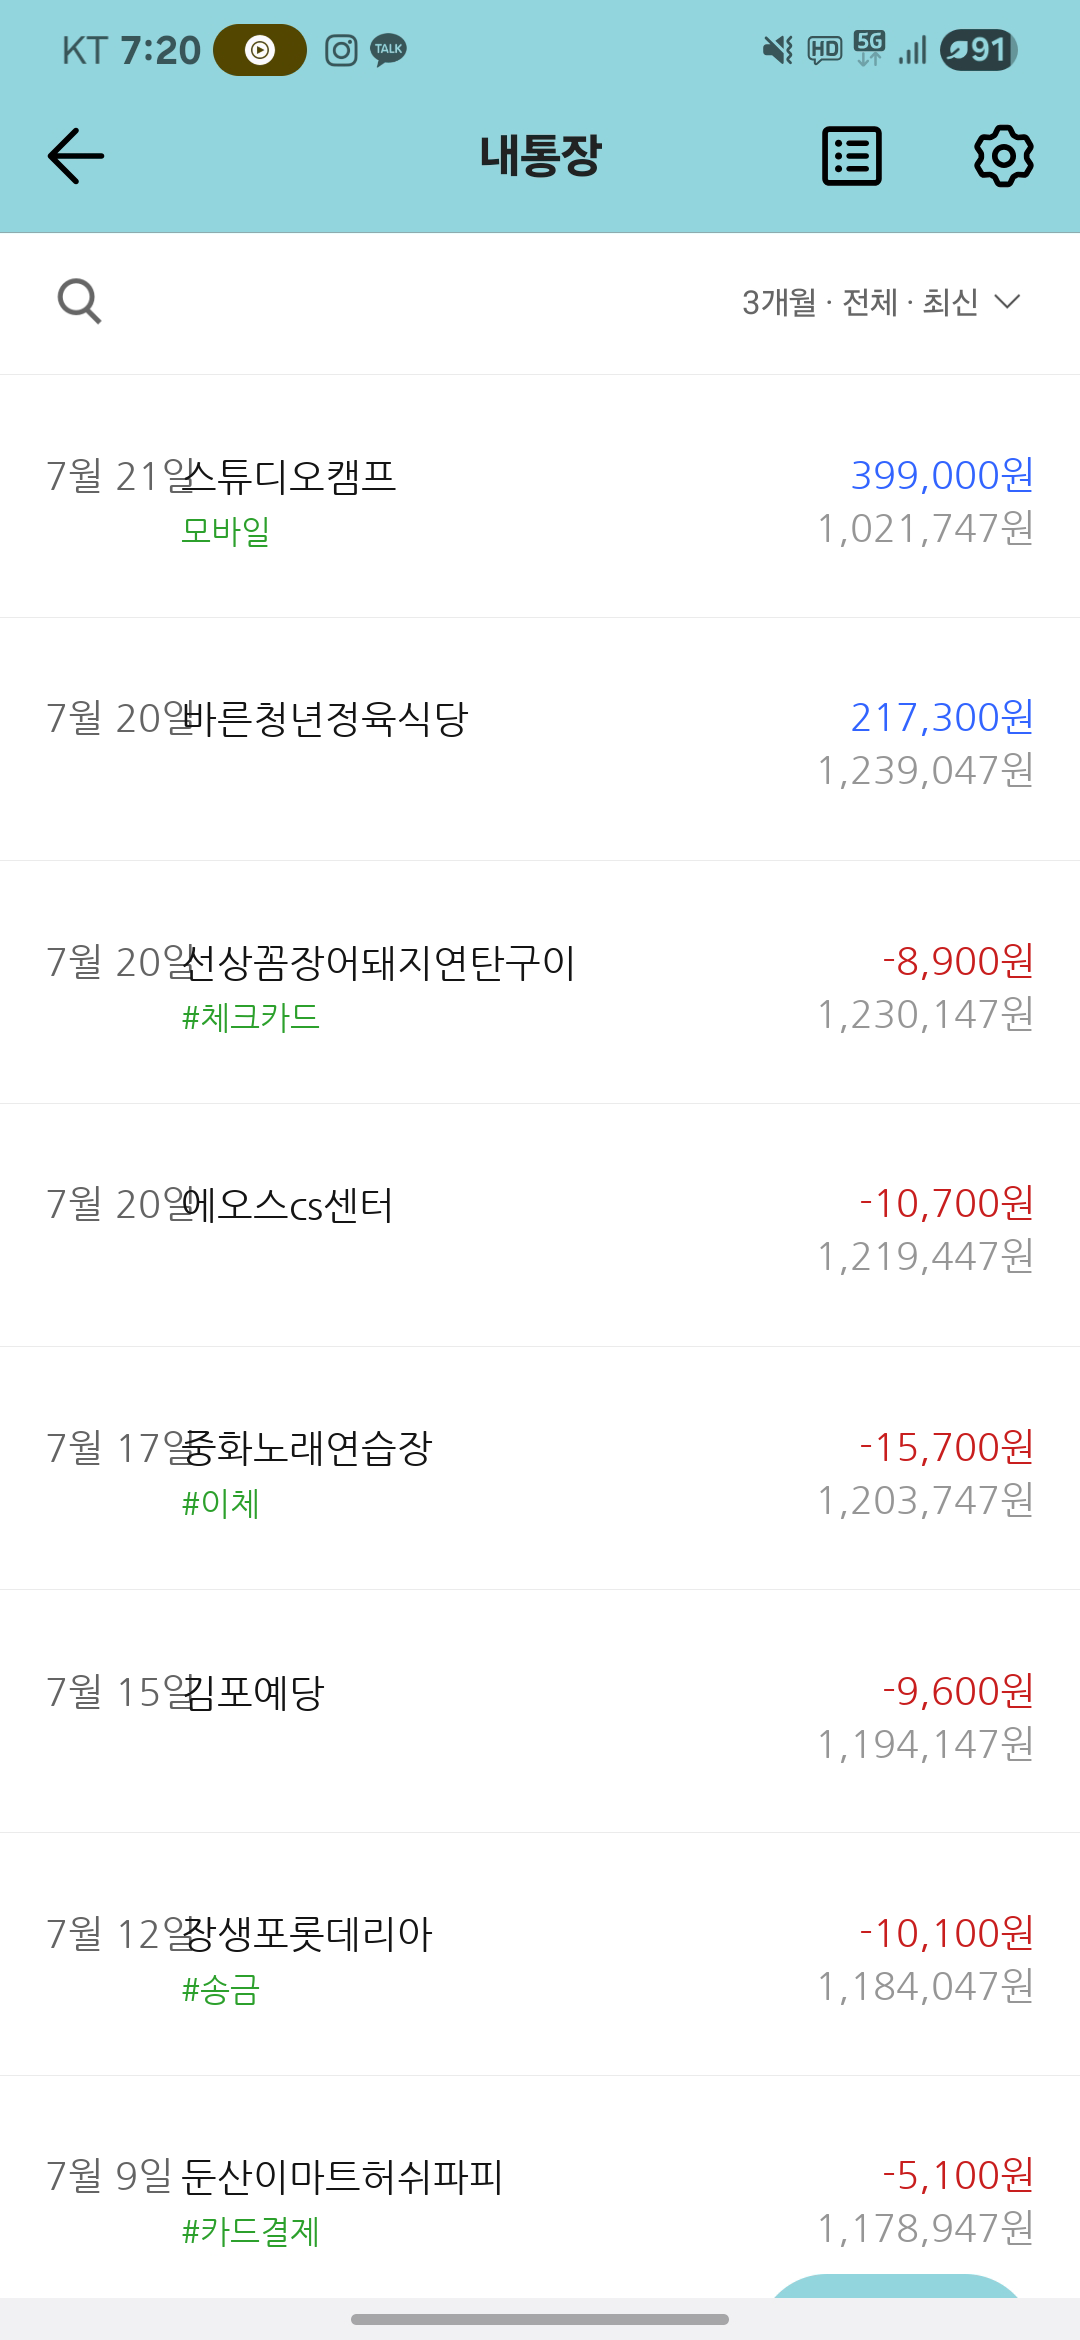 KT 7:20 TALK HD 5G 91
내통장
3개월 · 전체 · 최신
7월 21일 스튜디오캠프 399,000원
모바일 1,021,747원
7월 20일 바른청년정육식당 217,300원
1,239,047원
7월 20일 선상꼼장어돼지연탄구이 -8,900원
#체크카드 1,230,147원
7월 20일 에오스cs센터 -10,700원
1,219,447원
7월 17일 중화노래연습장 -15,700원
#이체 1,203,747원
7월 15일 김포예당 -9,600원
1,194,147원
7월 12일 장생포롯데리아 -10,100원
#송금 1,184,047원
7월 9일 둔산이마트허쉬파피 -5,100원
#카드결제 1,178,947원